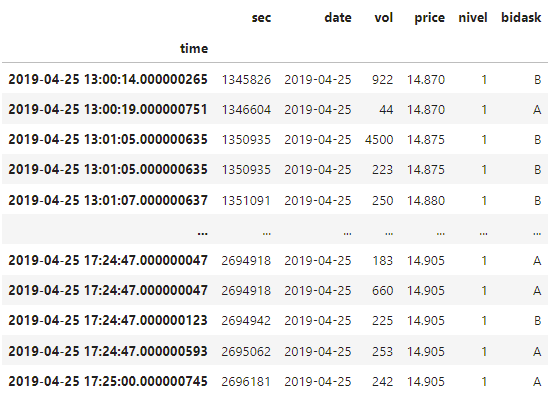 sec date vol price nivel bidask
time
2019-04-25 13:00:14.000000265 1345826 2019-04-25 922 14.870 1 B
2019-04-25 13:00:19.000000751 1346604 2019-04-25 44 14.870 1 A
2019-04-25 13:01:05.000000635 1350935 2019-04-25 4500 14.875 1 B
2019-04-25 13:01:05.000000635 1350935 2019-04-25 223 14.875 1 B
2019-04-25 13:01:07.000000637 1351091 2019-04-25 250 14.880 1 B
... ... ... ... ... ... ...
2019-04-25 17:24:47.000000047 2694918 2019-04-25 183 14.905 1 A
2019-04-25 17:24:47.000000047 2694918 2019-04-25 660 14.905 1 A
2019-04-25 17:24:47.000000123 2694942 2019-04-25 225 14.905 1 B
2019-04-25 17:24:47.000000593 2695062 2019-04-25 253 14.905 1 A
2019-04-25 17:25:00.000000745 2696181 2019-04-25 242 14.905 1 A